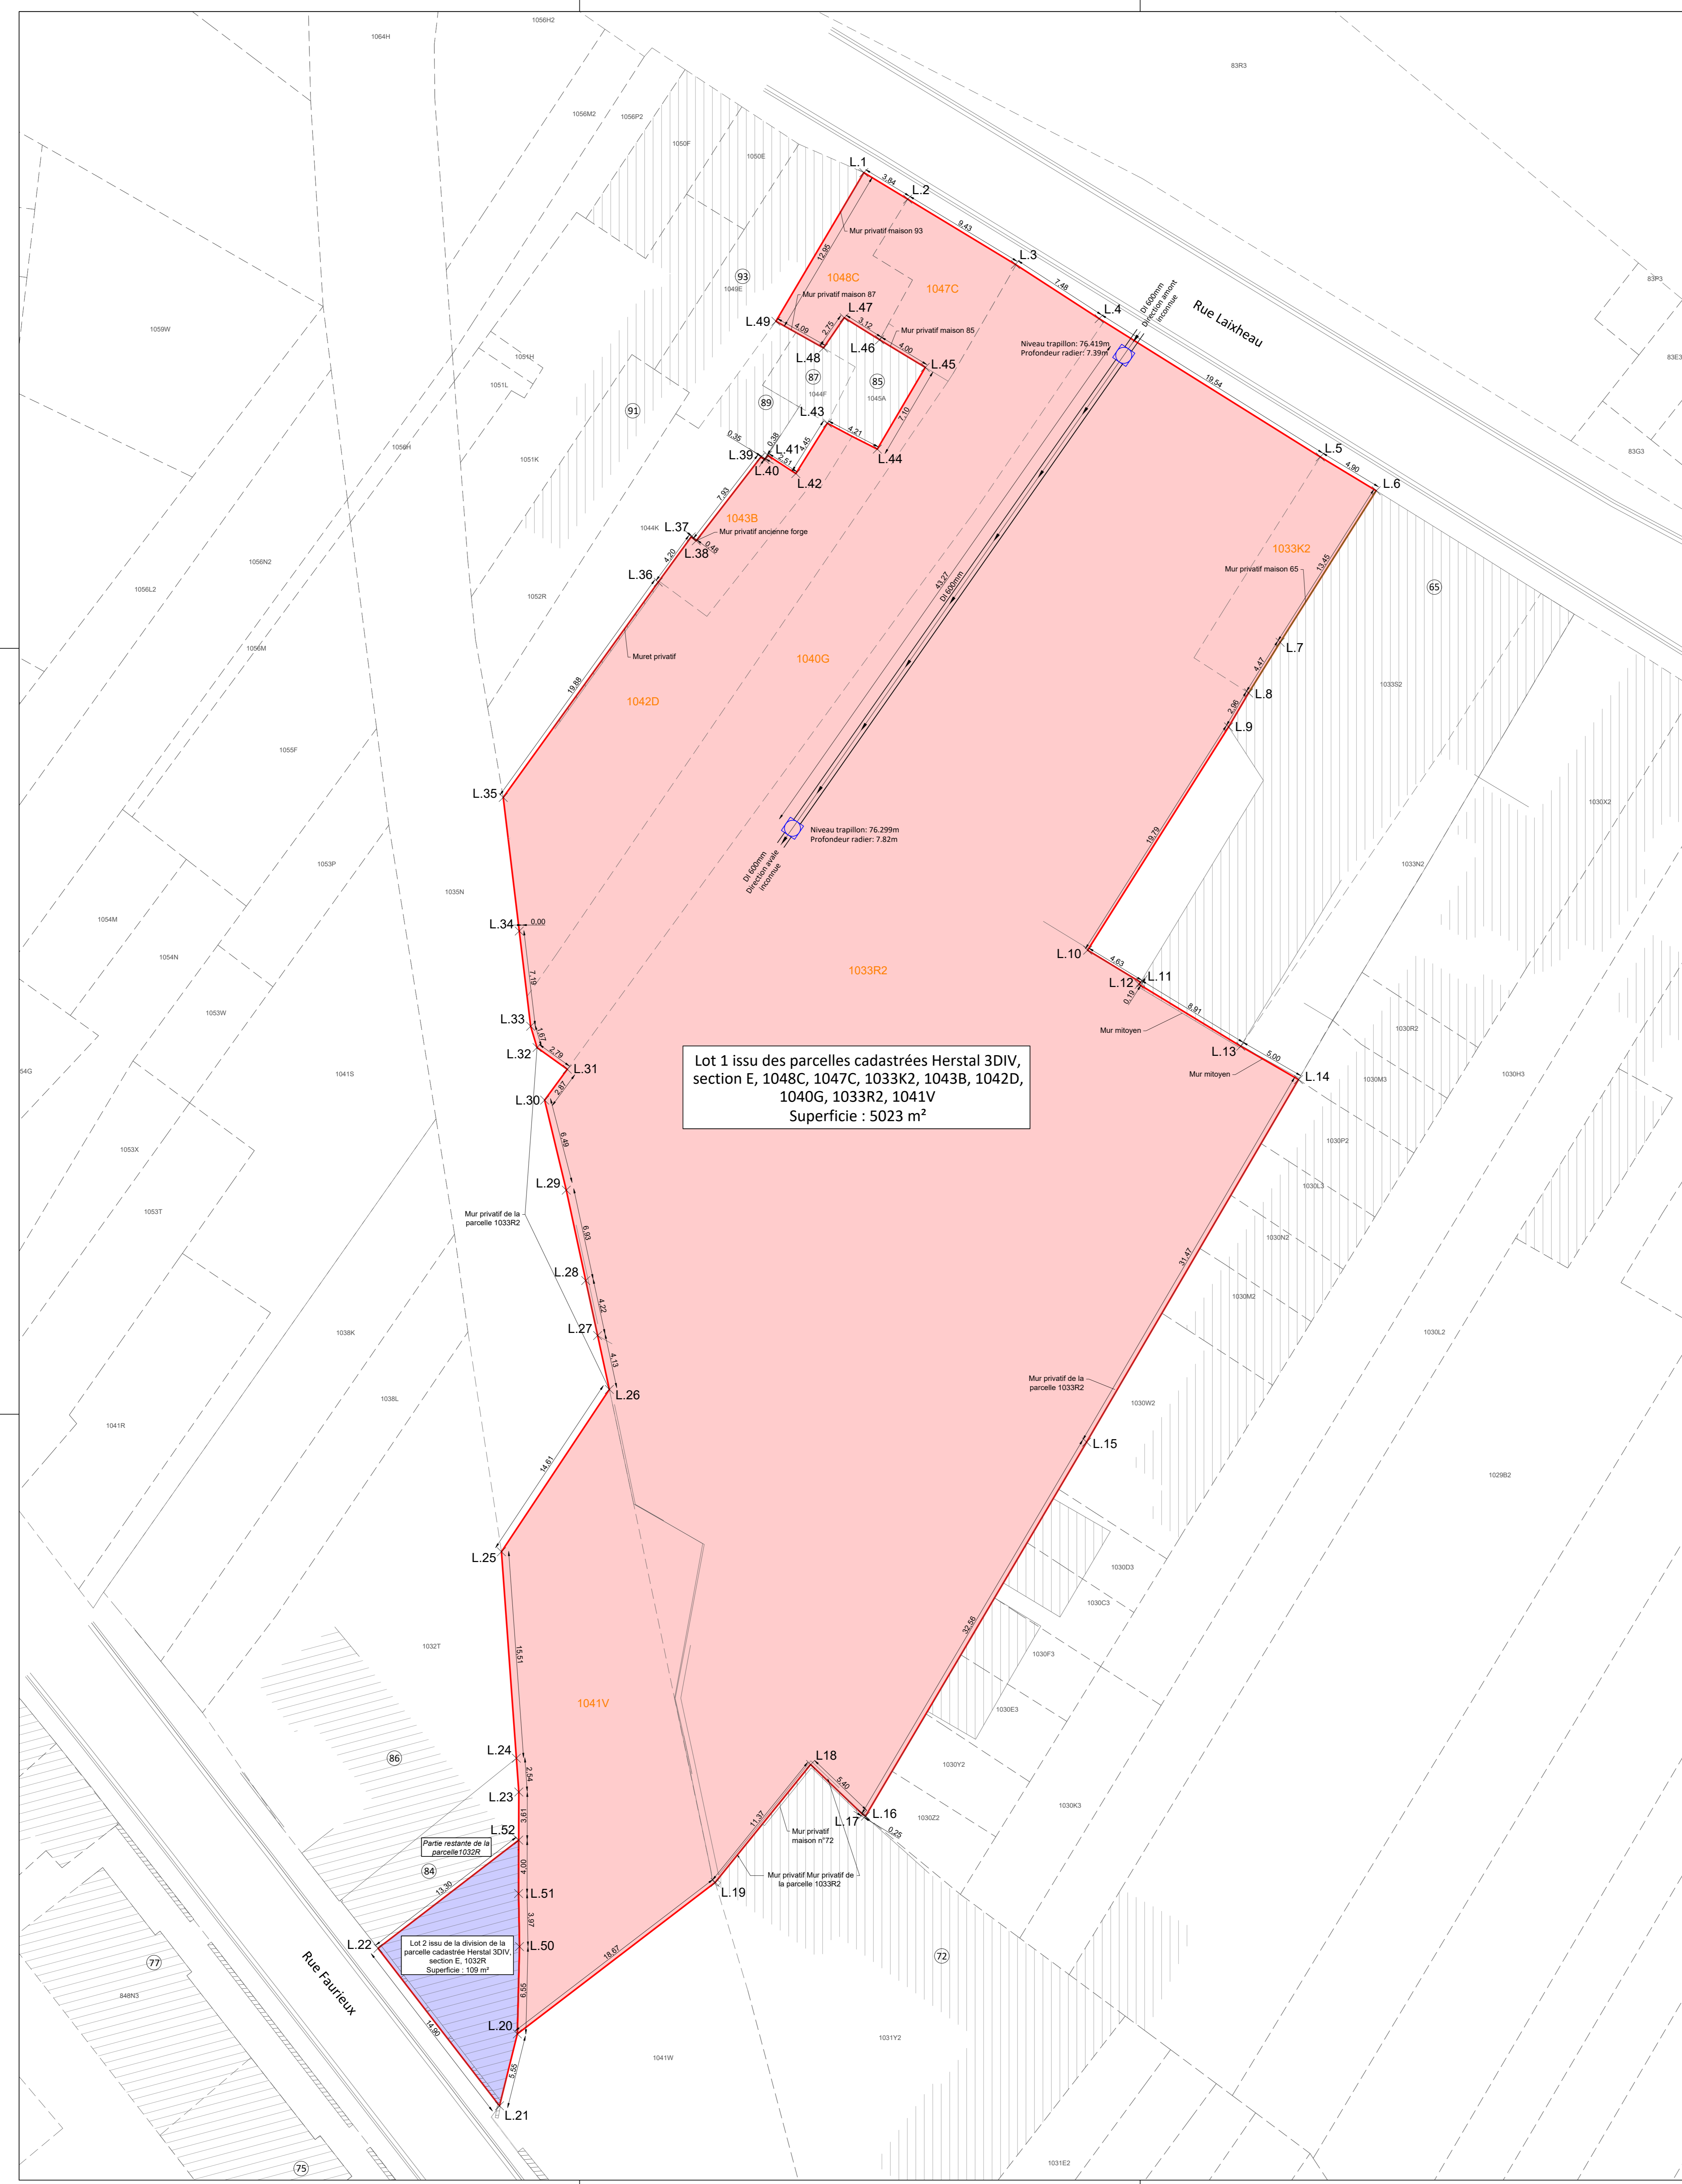 1056H2
1064H
83R3
1056M2
1056P2
1050F
1050E
L.1
3,84
L.2
Mur privatif maison 93
9,43
12,95
L.3
93
1049E
1048C
1047C
7,48
83P3
Mur privatif maison 87
L.47
L.4
DI 600mm
Direction amont
inconnue
Rue Laixheau
L.49
4,09
2,75
3,12
Mur privatif maison 85
1059W
L.48
L.46
4,00
Niveau trapillon: 76.419m
Profondeur radier: 7.39m
1051H
L.45
83E3
19,54
87
85
1051L
1044F
1045A
89
91
L.43
7,10
4,21
0,35
0,38
4,45
1056H
L.39
L.41
L.44
L.5
83G3
1051K
L.40
2,51
L.42
4,90
L.6
7,93
1043B
1044K
L.37
Mur privatif ancienne forge
L.38
0,48
1033K2
1056N2
4,20
13,45
L.36
43,27
DI 600mm
Mur privatif maison 65
65
1056L2
1052R
1056M
L.7
Muret privatif
1040G
4,47
19,88
1033S2
L.8
1042D
2,96
L.9
1055F
L.35
1030X2
Niveau trapillon: 76.299m
Profondeur radier: 7.82m
19,79
DI 600mm
Direction avale
inconnue
1053P
1033N2
1035N
1054M
L.34
0,00
1054N
L.10
1033R2
4,63
7,19
L.11
L.12
0,19
1053W
8,91
L.33
1,67
Mur mitoyen
1030R2
L.32
2,79
L.13
5,00
Lot 1 issu des parcelles cadastrées Herstal 3DIV,
section E, 1048C, 1047C, 1033K2, 1043B, 1042D,
1040G, 1033R2, 1041V
Superficie : 5023 m²
54G
1041S
L.31
Mur mitoyen
L.14
1030M3
1030H3
2,87
L.30
6,49
1030P2
1053X
L.29
1030L3
1053T
Mur privatif de la
parcelle 1033R2
6,93
1030N2
31,47
L.28
1030M2
4,22
1038K
L.27
1030L2
4,13
Mur privatif de la
parcelle 1033R2
L.26
1038L
1030W2
1041R
L.15
14,61
1029B2
L.25
1030D3
1030C3
32,56
1032T
15,51
1030F3
1041V
1030E3
86
L.24
L18
1030Y2
2,54
5,40
L.23
1030K3
L.16
3,61
L.17
1030Z2
11,37
0,25
L.52
Mur privatif
maison n°72
Partie restante de la
parcelle1032R
4,00
84
Mur privatif Mur privatif de
la parcelle 1033R2
13,30
L.19
L.51
3,97
L.22
Lot 2 issu de la division de la
parcelle cadastrée Herstal 3DIV,
section E, 1032R
Superficie : 109 m²
L.50
72
77
18,67
Rue Faurieux
6,55
848N3
14,90
L.20
1031Y2
1041W
5,55
L.21
1031E2
75